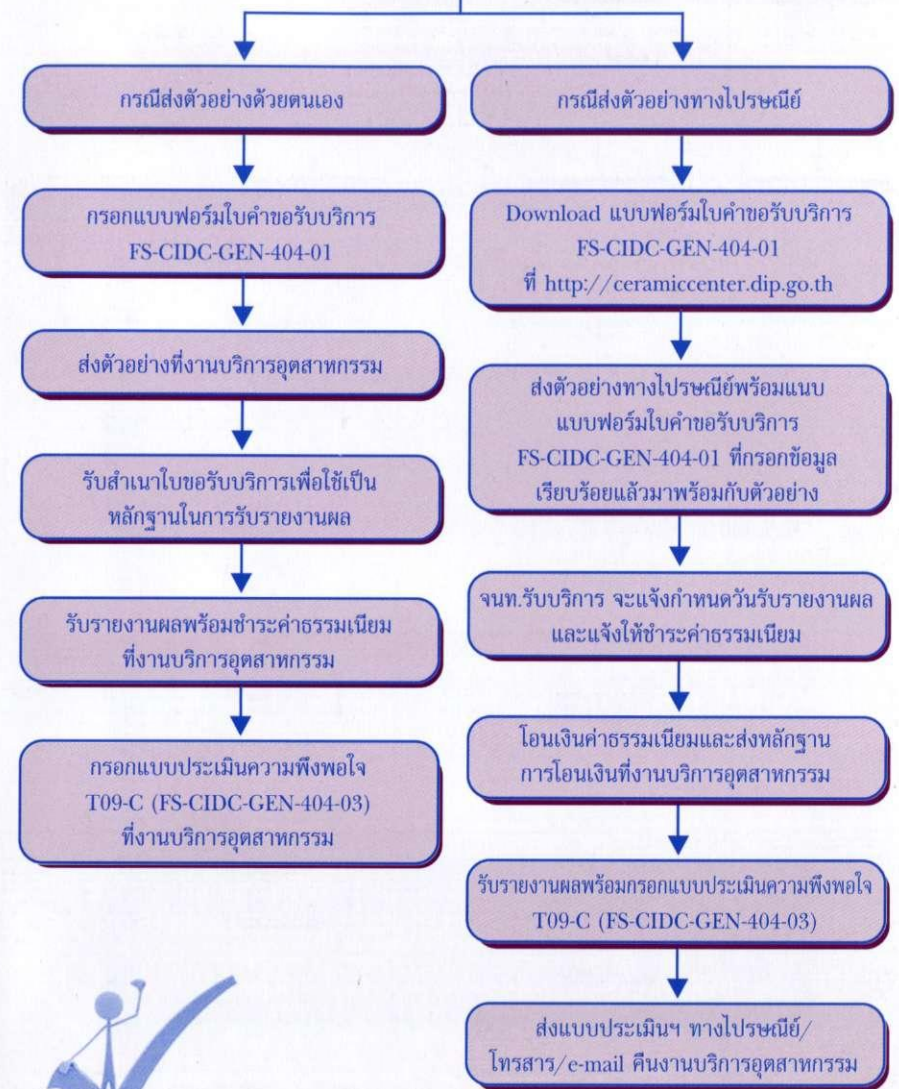 กรณีส่งตัวอย่างด้วยตนเอง
กรอกแบบฟอร์มใบคำขอรับบริการ
FS-CIDC-GEN-404-01
ส่งตัวอย่างที่งานบริการอุตสาหกรรม
รับสำเนาใบขอรับบริการเพื่อใช้เป็น
หลักฐานในการรับรายงานผล
รับรายงานผลพร้อมชำระค่าธรรมเนียม
ที่งานบริการอุตสาหกรรม
กรอกแบบประเมินความพึงพอใจ
T09-C (FS-CIDC-GEN-404-03)
ที่งานบริการอุตสาหกรรม
กรณีส่งตัวอย่างทางไปรษณีย์
Download แบบฟอร์มใบคำขอรับบริการ
FS-CIDC-GEN-404-01
ที่ http://ceramiccenter.dip.go.th
ส่งตัวอย่างทางไปรษณีย์พร้อมแนบ
แบบฟอร์มใบคำขอรับบริการ
FS-CIDC-GEN-404-01 ที่กรอกข้อมูล
เรียบร้อยแล้วมาพร้อมกับตัวอย่าง
จนท.รับบริการ จะแจ้งกำหนดวันรับรายงานผล
และแจ้งให้ชำระค่าธรรมเนียม
โอนเงินค่าธรรมเนียมและส่งหลักฐาน
การโอนเงินที่งานบริการอุตสาหกรรม
รับรายงานผลพร้อมกรอกแบบประเมินความพึงพอใจ
T09-C (FS-CIDC-GEN-404-03)
ส่งแบบประเมินฯ ทางไปรษณีย์/
โทรสาร/e-mail คืนงานบริการอุตสาหกรรม